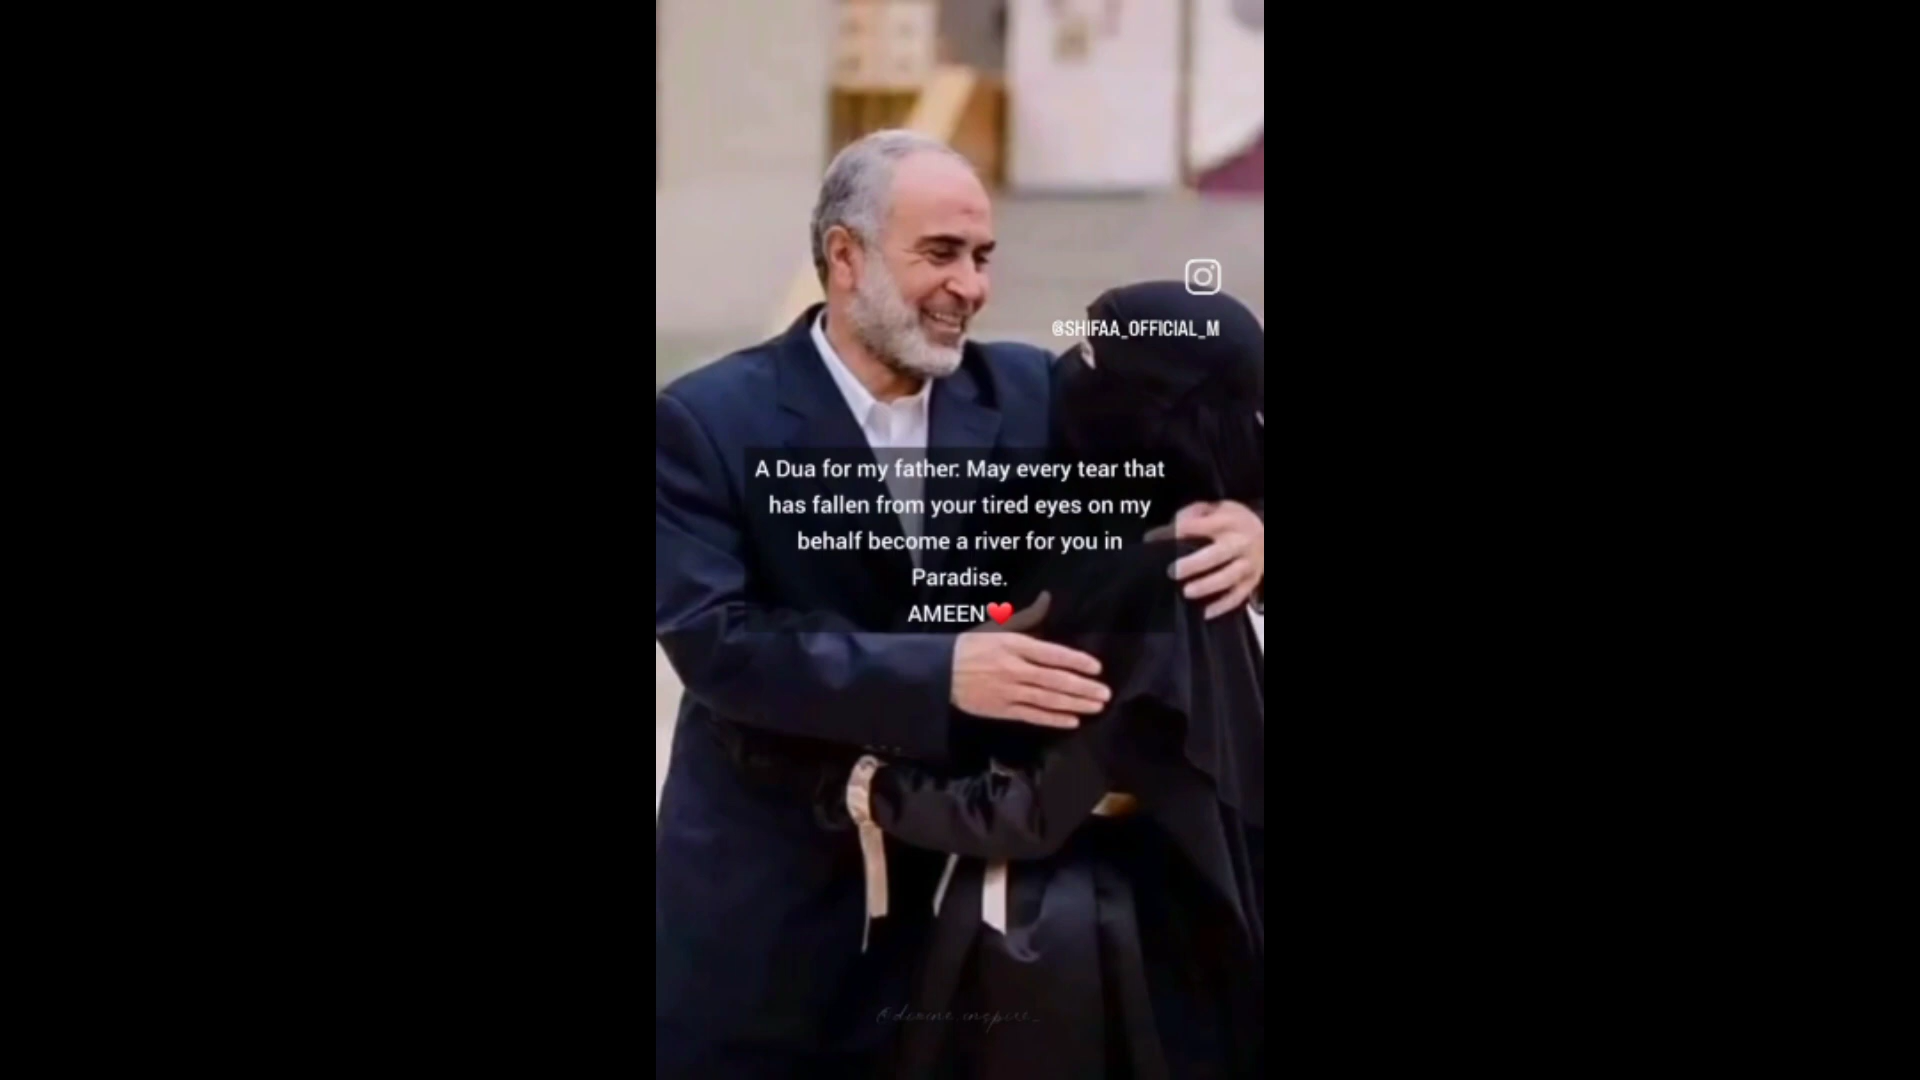 @SHIFAA_OFFICIAL_M
A Dua for my father: May every tear that
has fallen from your tired eyes on my
behalf become a river for you in
Paradise.
AMEEN❤️